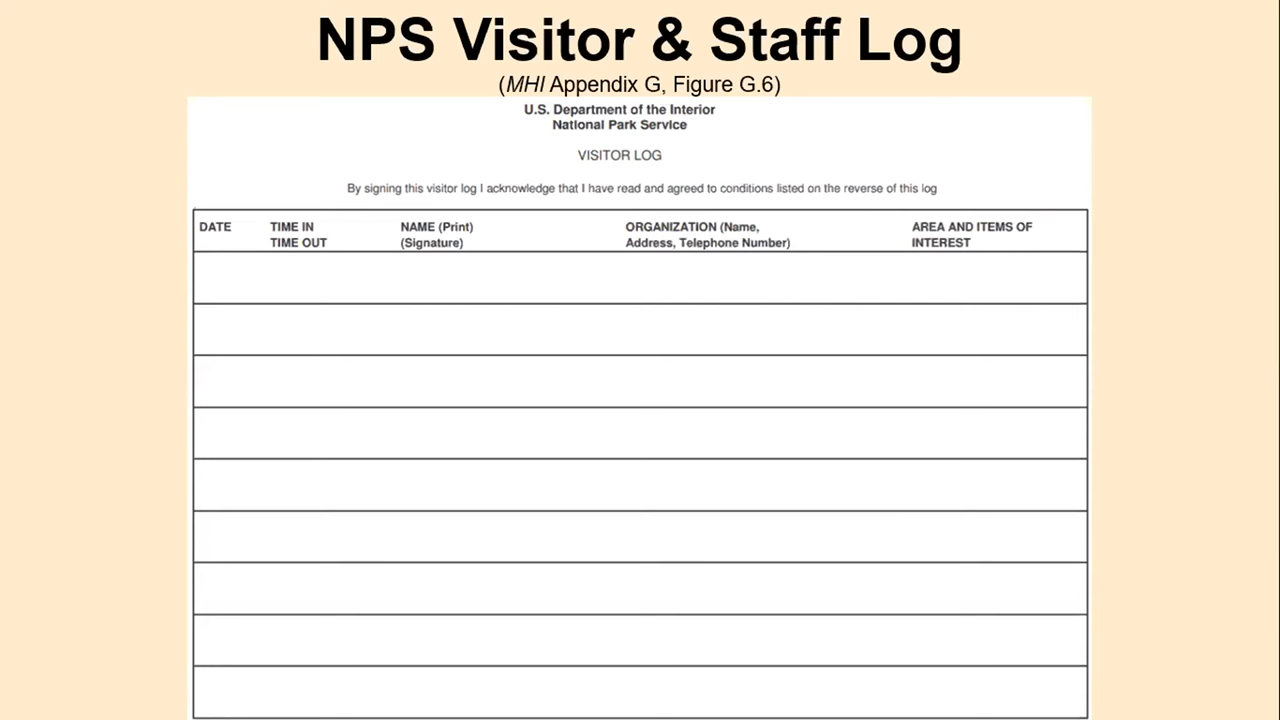 NPS Visitor & Staff Log
(MHI Appendix G, Figure G.6)
U.S. Department of the Interior
National Park Service
VISITOR LOG
By signing this visitor log I acknowledge that I have read and agreed to conditions listed on the reverse of this log
DATE TIME IN NAME (Print) ORGANIZATION (Name, AREA AND ITEMS OF
TIME OUT (Signature) Address, Telephone Number) INTEREST